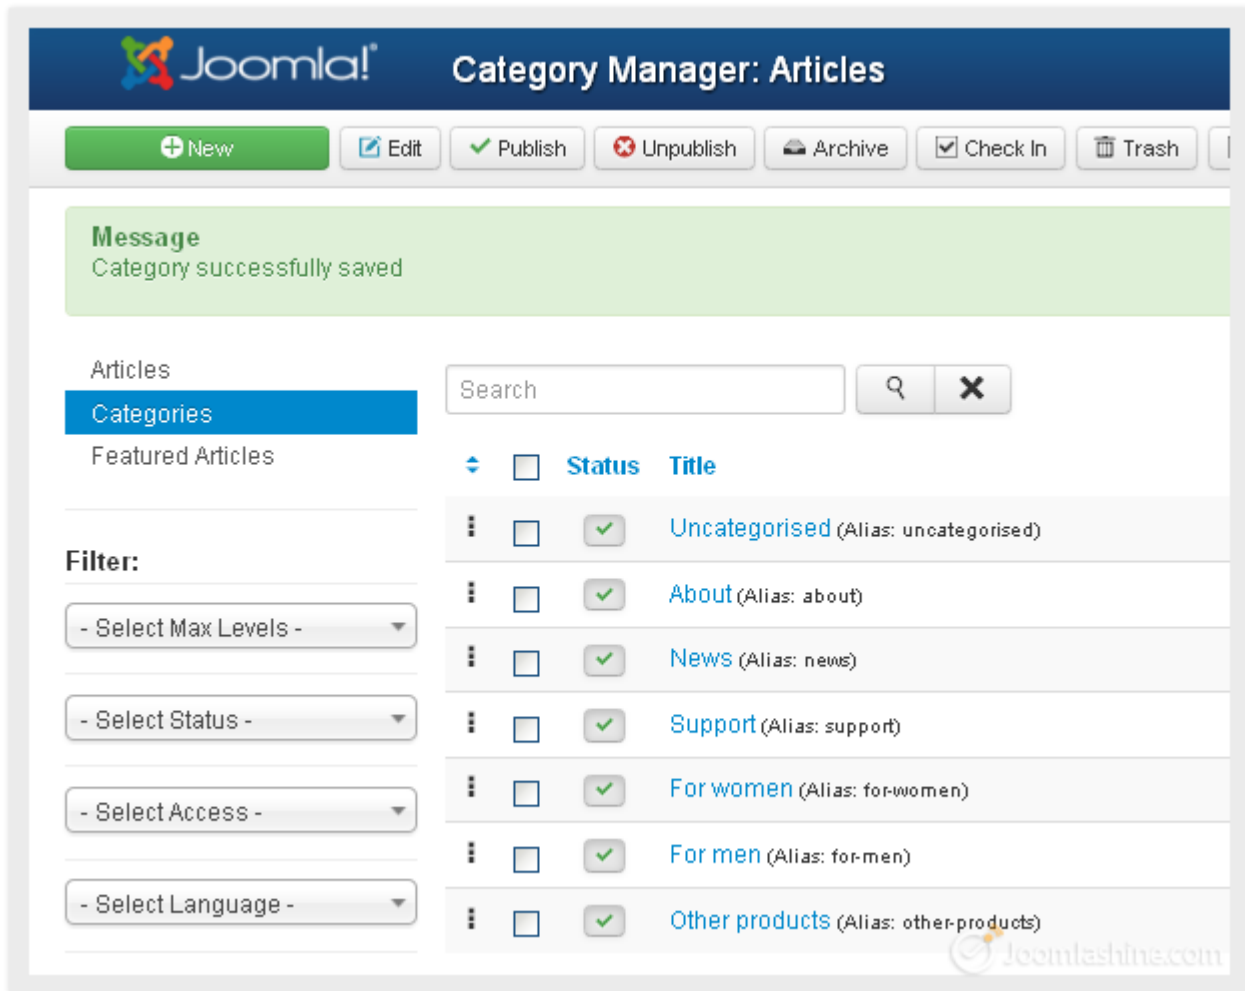 Joomla!®
Category Manager: Articles
New
Edit
Publish
Unpublish
Archive
Check In
Trash
Message
Category successfully saved
Articles
Categories
Featured Articles
Filter:
- Select Max Levels -
- Select Status -
- Select Access -
- Select Language -
Search
Status Title
Uncategorised (Alias: uncategorised)
About (Alias: about)
News (Alias: news)
Support (Alias: support)
For women (Alias: for-women)
For men (Alias: for-men)
Other products (Alias: other-products)
Joomlashine.com